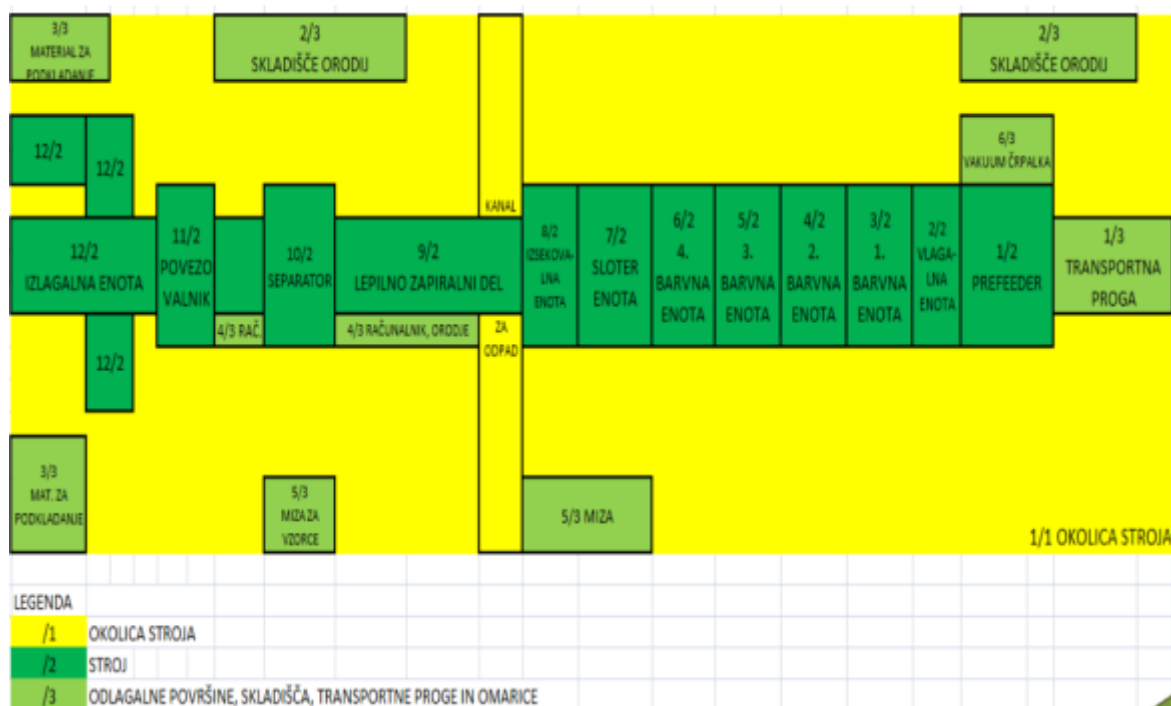 3/3
MATERIAL ZA
PODKLADANJE
2/3
SKLADIŠČE ORODIJ
2/3
SKLADIŠČE ORODIJ
12/2
12/2
6/3
VAKUUM ČRPALKA
12/2
IZLAGALNA ENOTA
11/2
POVEZO
VALNIK
10/2
SEPARATOR
9/2
LEPILNO ZAPIRALNI DEL
KANAL
ZA
ODPAD
8/2
IZSEKOVA-
LNA
ENOTA
7/2
SLOTER
ENOTA
6/2
4.
BARVNA
ENOTA
5/2
3.
BARVNA
ENOTA
4/2
2.
BARVNA
ENOTA
3/2
1.
BARVNA
ENOTA
2/2
VLAGA-
LNA
ENOTA
1/2
PREFEEDER
1/3
TRANSPORTNA
PROGA
4/3 RAČ.
4/3 RAČUNALNIK, ORODJE
12/2
3/3
MAT. ZA
PODKLADANJE
5/3
MIZA ZA
VZORCE
5/3 MIZA
1/1 OKOLICA STROJA
LEGENDA
/1 OKOLICA STROJA
/2 STROJ
/3 ODLAGALNE POVRŠINE, SKLADIŠČA, TRANSPORTNE PROGE IN OMARICE